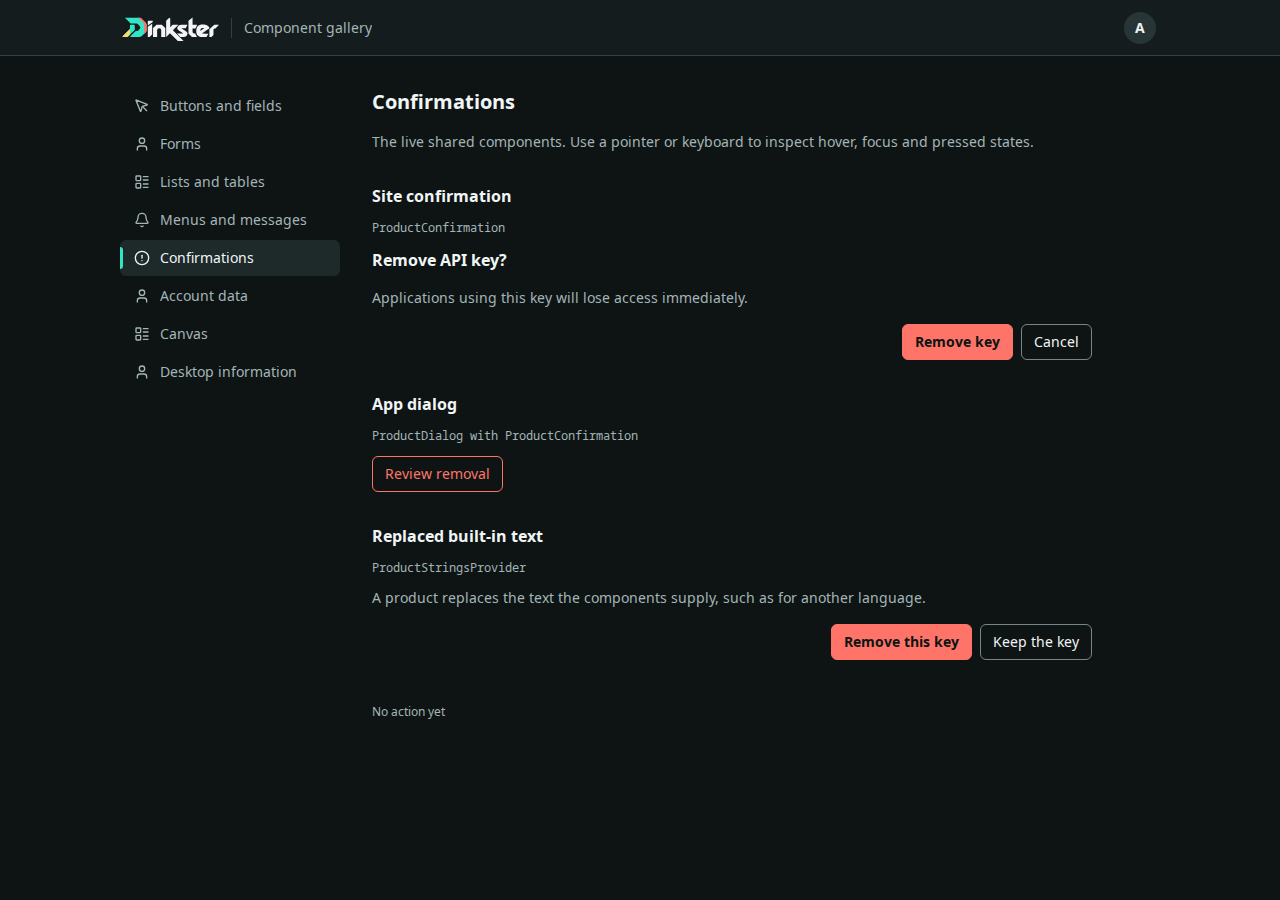 Dinkster
Component gallery
A
Buttons and fields
Forms
Lists and tables
Menus and messages
Confirmations
Account data
Canvas
Desktop information
Confirmations
The live shared components. Use a pointer or keyboard to inspect hover, focus and pressed states.
Site confirmation
ProductConfirmation
Remove API key?
Applications using this key will lose access immediately.
Remove key
Cancel
App dialog
ProductDialog with ProductConfirmation
Review removal
Replaced built-in text
ProductStringsProvider
A product replaces the text the components supply, such as for another language.
Remove this key
Keep the key
No action yet